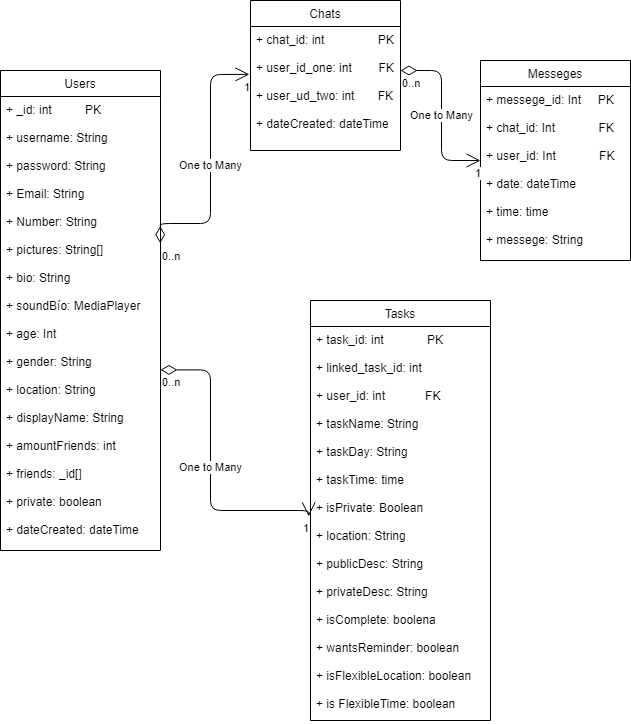 Chats
+ chat_id: int PK
+ user_id_one: int FK
+ user_ud_two: int FK
+ dateCreated: dateTime
Users
+ _id: int PK
+ username: String
+ password: String
+ Email: String
+ Number: String
+ pictures: String[]
+ bio: String
+ soundBío: MediaPlayer
+ age: Int
+ gender: String
+ location: String
+ displayName: String
+ amountFriends: int
+ friends: _id[]
+ private: boolean
+ dateCreated: dateTime
Messeges
+ messege_id: Int PK
+ chat_id: Int FK
+ user_id: Int FK
+ date: dateTime
+ time: time
+ messege: String
1
One to Many
0..n
0..n
One to Many
1
0..n
One to Many
1
Tasks
+ task_id: int PK
+ linked_task_id: int
+ user_id: int FK
+ taskName: String
+ taskDay: String
+ taskTime: time
+ isPrivate: Boolean
+ location: String
+ publicDesc: String
+ privateDesc: String
+ isComplete: boolena
+ wantsReminder: boolean
+ isFlexibleLocation: boolean
+ is FlexibleTime: boolean